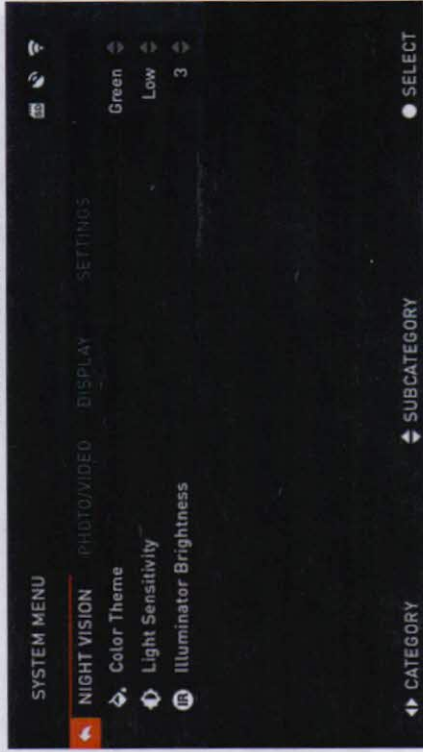 SYSTEM MENU
NIGHT VISION PHOTO/VIDEO DISPLAY SETTINGS
Color Theme Green
Light Sensitivity Low
IR Illuminator Brightness 3
CATEGORY SUBCATEGORY SELECT